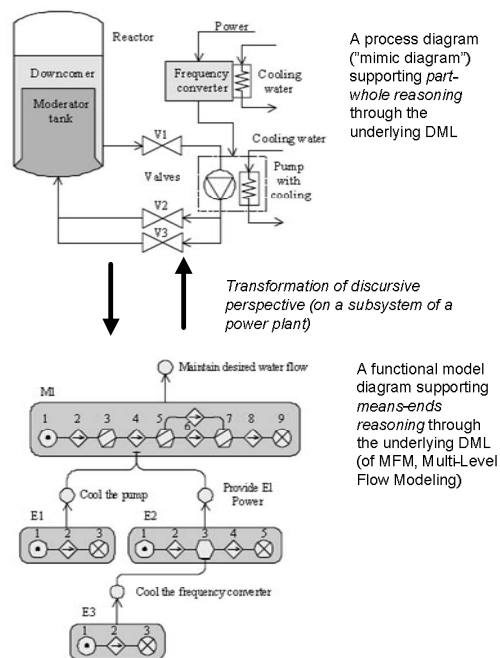 Reactor
Downcomer
Moderator
tank
Power
Frequency
converter
Cooling
water
V1
Valves
Cooling water
Pump
with
cooling
V2
V3
A process diagram
("mimic diagram")
supporting part–
whole reasoning
through the
underlying DML
Transformation of discursive
perspective (on a subsystem of a
power plant)
Maintain desired water flow
M1
1 2 3 4 5 6 7 8 9
Cool the pump
Provide El
Power
E1
1 2 3
E2
1 2 3 4 5
Cool the frequency converter
E3
1 2 3
A functional model
diagram supporting
means-ends
reasoning through
the underlying DML
(of MFM, Multi-Level
Flow Modeling)